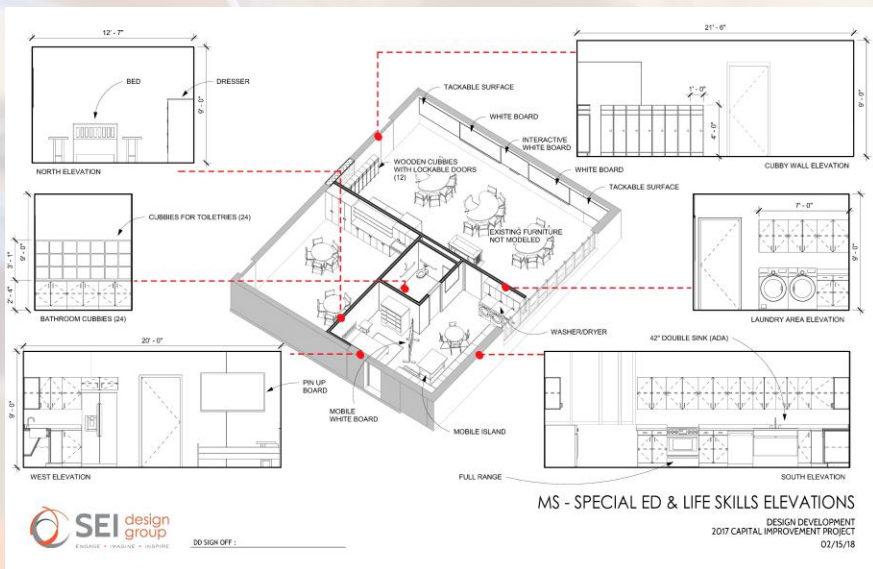 12' - 7"
BED
DRESSER
9' - 0"
NORTH ELEVATION
TACKABLE SURFACE
WHITE BOARD
INTERACTIVE
WHITE BOARD
WHITE BOARD
TACKABLE SURFACE
WOODEN CUBBIES
WITH LOCKABLE DOORS
(12)
EXISTING FURNITURE
NOT MODELED
21' - 6"
1' - 0"
4' - 0"
9' - 0"
CUBBY WALL ELEVATION
CUBBIES FOR TOILETRIES (24)
9' - 0"
3' - 1"
2' - 4"
BATHROOM CUBBIES (24)
7' - 0"
9' - 0"
LAUNDRY AREA ELEVATION
WASHER/DRYER
20' - 0"
9' - 0"
PIN UP
BOARD
WEST ELEVATION
MOBILE
WHITE BOARD
MOBILE ISLAND
42" DOUBLE SINK (ADA)
FULL RANGE
SOUTH ELEVATION
SEI design
group
ENGAGE • IMAGINE • INSPIRE
DD SIGN OFF :
MS - SPECIAL ED & LIFE SKILLS ELEVATIONS
DESIGN DEVELOPMENT
2017 CAPITAL IMPROVEMENT PROJECT
02/15/18